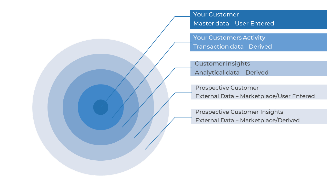 Your Customer
Master data - User Entered
Your Customers Activity
Transaction data - Derived
Customer Insights
Analytical data - Derived
Prospective Customer
External Data - Marketplace/User Entered
Prospective Customer Insights
External Data - Marketplace/Derived